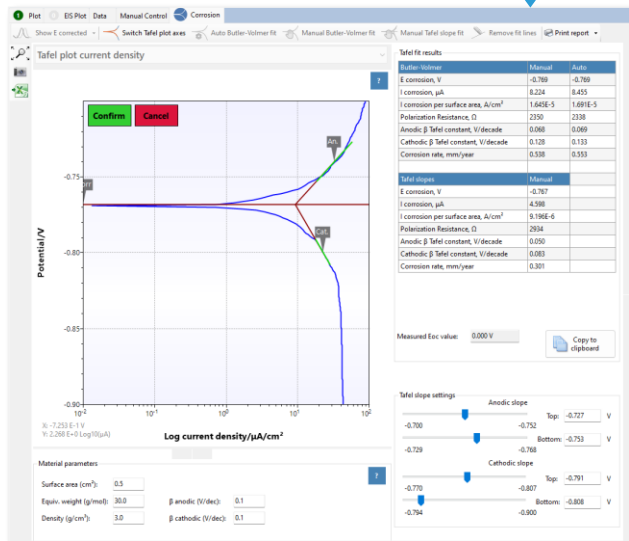 Plot EIS Plot Data Manual Control Corrosion
Show E corrected Switch Tafel plot axes Auto Butler-Volmer fit Manual Butler-Volmer fit Manual Tafel slope fit Remove fit lines Print report
Tafel plot current density
?
Confirm Cancel
An.
Cat.
-0.75
-0.80
-0.85
-0.90
Potential/V
10-2 10-1 100 101 102
X: -7.253 E-1 V
Y: 2.268 E+0 Log10(µA)
Log current density/µA/cm²
Material parameters
?
Surface area (cm²): 0.5
Equiv. weight (g/mol): 30.0 β anodic (V/dec): 0.1
Density (g/cm³): 3.0 β cathodic (V/dec): 0.1
Tafel fit results
Butler-Volmer Manual Auto
E corrosion, V -0.769 -0.769
I corrosion, µA 8.224 8.455
I corrosion per surface area, A/cm² 1.645E-5 1.691E-5
Polarization Resistance, Ω 2350 2338
Anodic β Tafel constant, V/decade 0.068 0.069
Cathodic β Tafel constant, V/decade 0.128 0.133
Corrosion rate, mm/year 0.538 0.553
Tafel slopes Manual
E corrosion, V -0.767
I corrosion, µA 4.598
I corrosion per surface area, A/cm² 9.196E-6
Polarization Resistance, Ω 2934
Anodic β Tafel constant, V/decade 0.050
Cathodic β Tafel constant, V/decade 0.083
Corrosion rate, mm/year 0.301
Measured Eoc value: 0.000 V
Copy to
clipboard
Tafel slope settings
Anodic slope
-0.700 -0.752 Top: -0.727 V
-0.729 -0.768 Bottom: -0.753 V
Cathodic slope
-0.770 -0.807 Top: -0.791 V
-0.794 -0.900 Bottom: -0.808 V